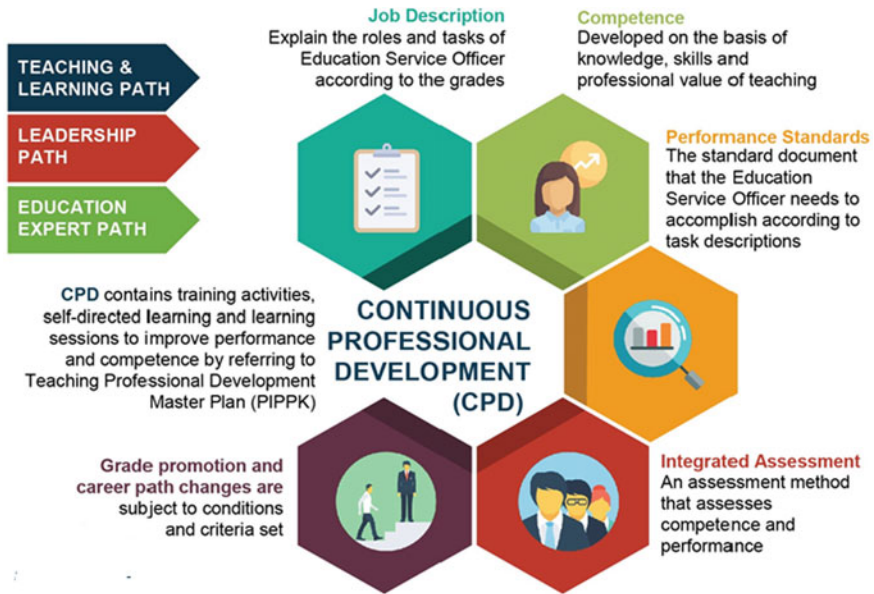 TEACHING &
LEARNING PATH
LEADERSHIP
PATH
EDUCATION
EXPERT PATH
Job Description
Explain the roles and tasks of
Education Service Officer
according to the grades
Competence
Developed on the basis of
knowledge, skills and
professional value of teaching
Performance Standards
The standard document
that the Education
Service Officer needs to
accomplish according to
task descriptions
CPD contains training activities,
self-directed learning and learning
sessions to improve performance
and competence by referring to
Teaching Professional Development
Master Plan (PIPPK)
CONTINUOUS
PROFESSIONAL
DEVELOPMENT
(CPD)
Grade promotion and
career path changes are
subject to conditions
and criteria set
Integrated Assessment
An assessment method
that assesses
competence and
performance